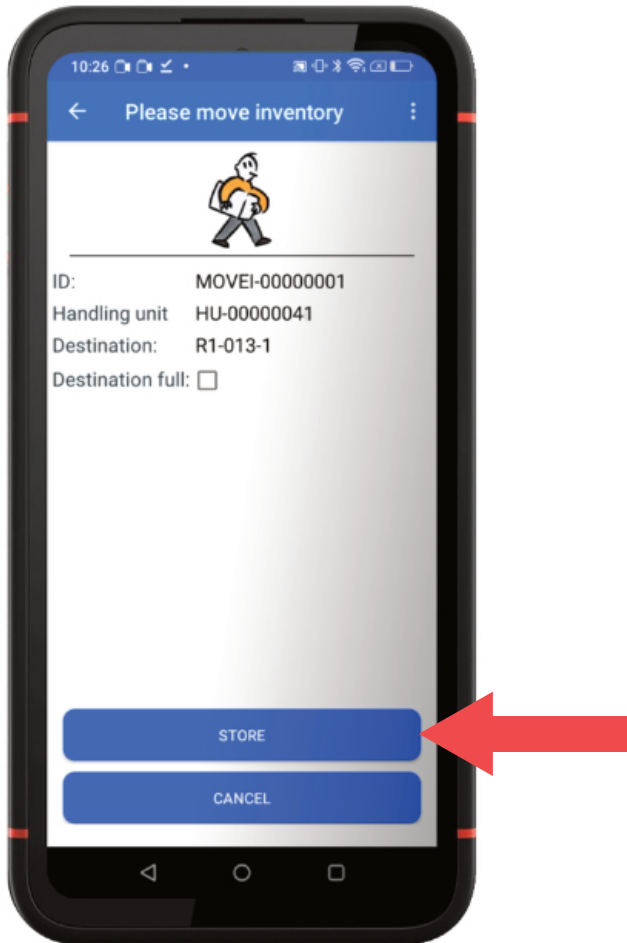 10:26
Please move inventory
ID: MOVEI-00000001
Handling unit HU-00000041
Destination: R1-013-1
Destination full:
STORE
CANCEL